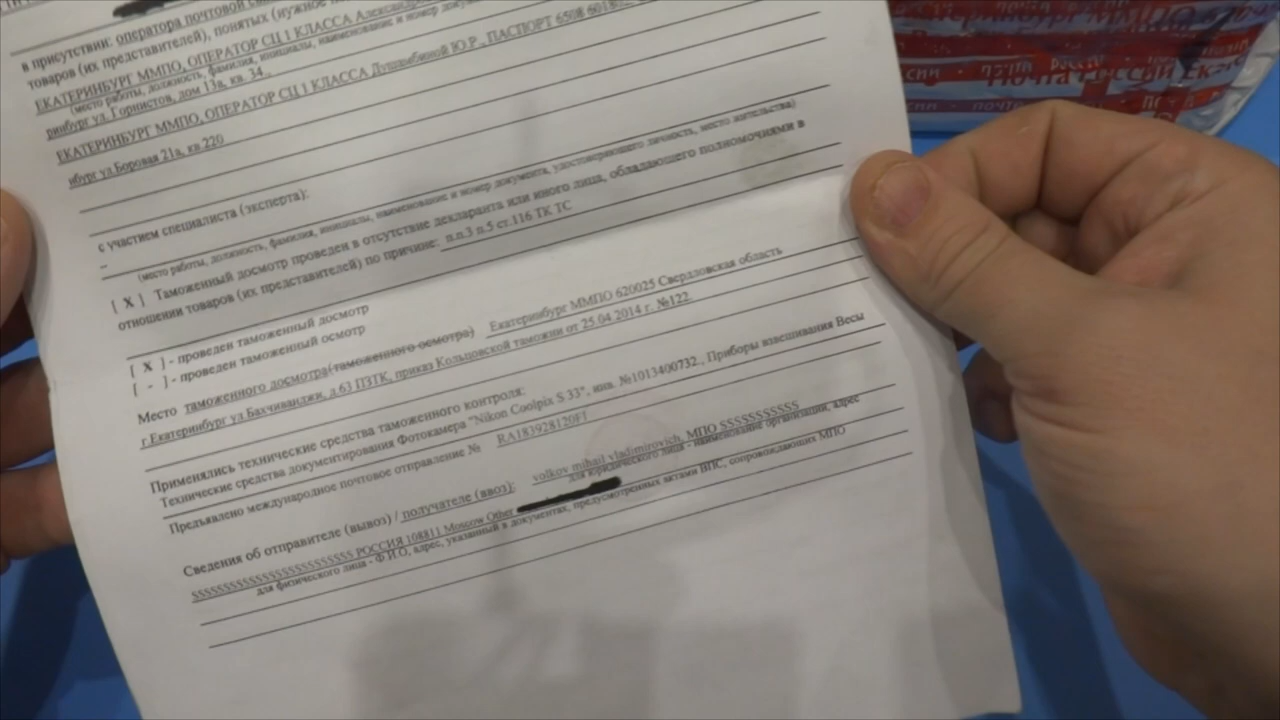 в присутствии: оператора почтовой
товаров (их представителей), понятых (нужное
ЕКАТЕРИНБУРГ ММПО, ОПЕРАТОР СЦ 1 КЛАССА
(место работы, должность, фамилия, инициалы, наименование и номер
ринбург ул. Горнистов, дом 13а, кв. 34
ЕКАТЕРИНБУРГ ММПО, ОПЕРАТОР СЦ 1 КЛАССА Душамбиной Ю.Р., ПАСПОРТ 6508
нбург ул.Боровая 21а, кв.220
с участием специалиста (эксперта):
(место работы, должность, фамилия, инициалы, наименование и номер документа, удостоверяющего личность, место жительства)
[ X ] Таможенный досмотр проведен в отсутствие декларанта или иного лица, обладающего полномочиями в
отношении товаров (их представителей) по причине: п.п.3 п.5 ст.116 ТК ТС
[ X ] - проведен таможенный досмотр
[ - ] - проведен таможенный осмотр
Место таможенного досмотра(таможенного осмотра) Екатеринбург ММПО 620025 Свердловская область
г.Екатеринбург ул.Бахчиванджи, д.63 ПЗТК, приказ Кольцовской таможни от 25.04.2014 г. №122.
Применялись технические средства таможенного контроля:
Технические средства документирования Фотокамера "Nikon Coolpix S 33", инв. №1013400732., Приборы взвешивания Весы
Предъявлено международное почтовое отправление № RA183928120FI
Сведения об отправителе (вывоз) / получателе (ввоз): volkov mihail vladimirovich, МПО SSSSSSSSSSS
для юридического лица - наименование организации, адрес
SSSSSSSSSSSSSSSSSSSSSSSS РОССИЯ 108811 Moscow Other
для физического лица - Ф.И.О, адрес, указанный в документах, предусмотренных актами ВПС, сопровождающих МПО